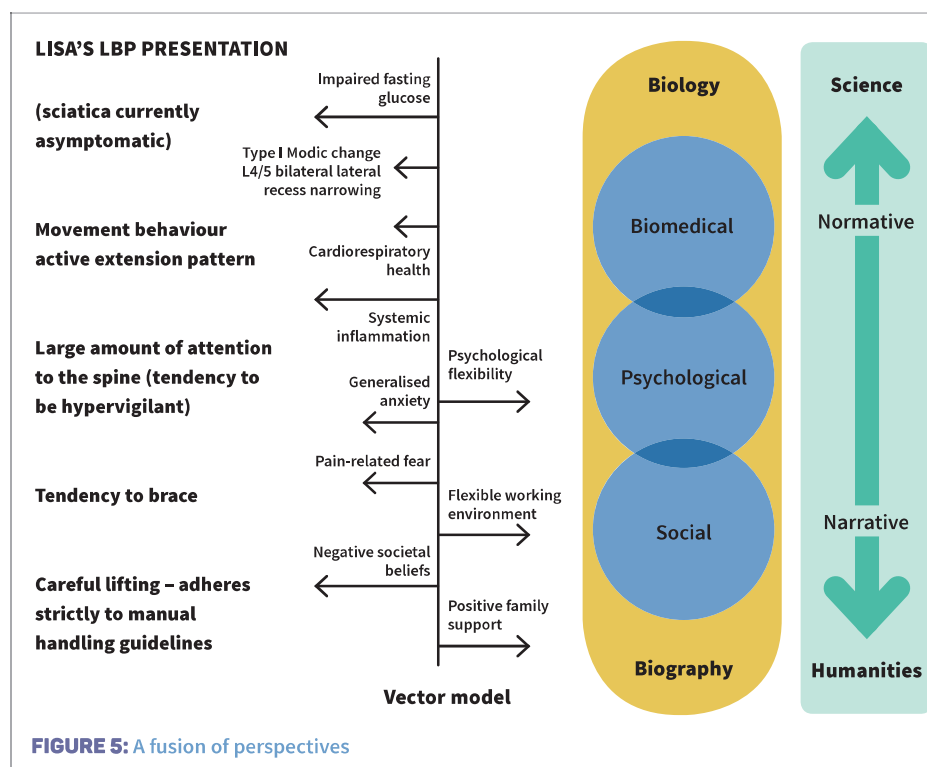 LISA'S LBP PRESENTATION
(sciatica currently
asymptomatic)
Movement behaviour
active extension pattern
Large amount of attention
to the spine (tendency to
be hypervigilant)
Tendency to brace
Careful lifting – adheres
strictly to manual
handling guidelines
Impaired fasting
glucose
Type I Modic change
L4/5 bilateral lateral
recess narrowing
Cardiorespiratory
health
Systemic
inflammation
Psychological
flexibility
Generalised
anxiety
Pain-related fear
Flexible working
environment
Negative societal
beliefs
Positive family
support
Vector model
Biology
Biomedical
Psychological
Social
Biography
Science
Normative
Narrative
Humanities
FIGURE 5: A fusion of perspectives